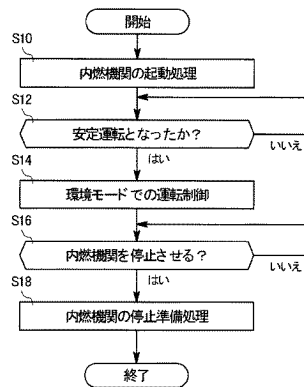 開始
S10
内燃機関の起動処理
S12
安定運転となったか？
はい
いいえ
S14
環境モードでの運転制御
S16
内燃機関を停止させる？
はい
いいえ
S18
内燃機関の停止準備処理
終了